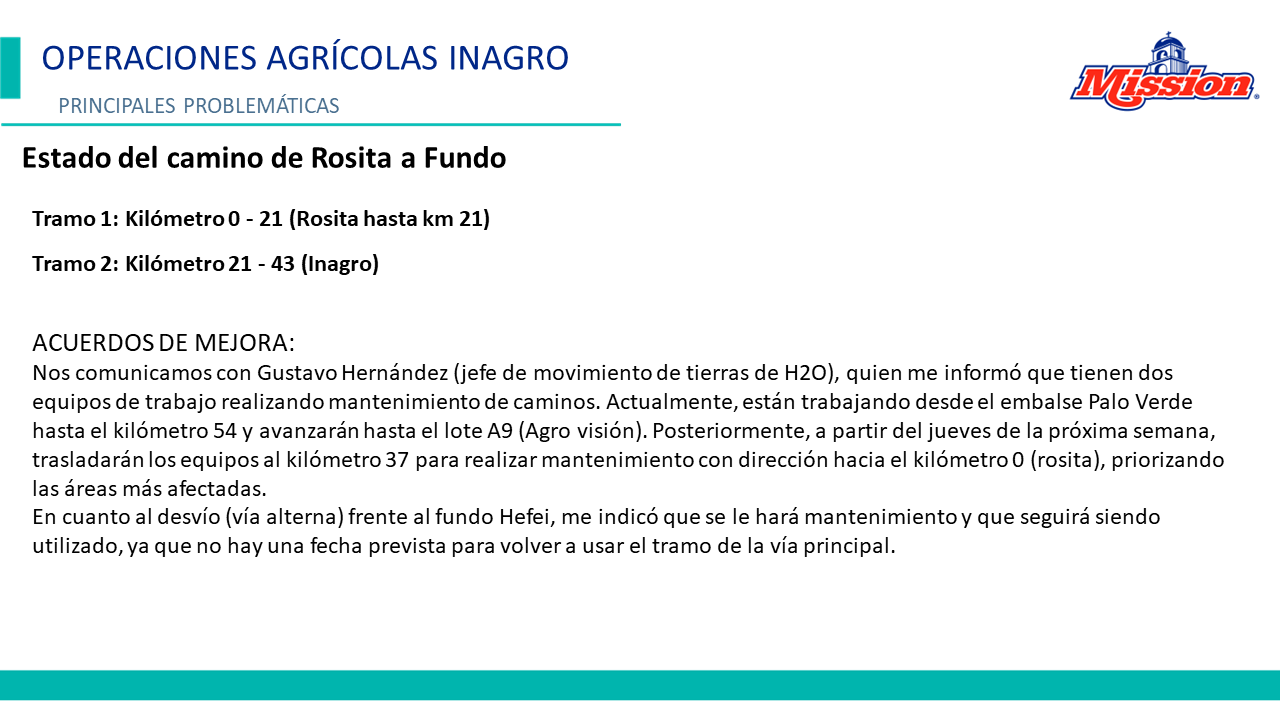 OPERACIONES AGRÍCOLAS INAGRO
PRINCIPALES PROBLEMÁTICAS
Mission®
Estado del camino de Rosita a Fundo
Tramo 1: Kilómetro 0 - 21 (Rosita hasta km 21)
Tramo 2: Kilómetro 21 - 43 (Inagro)
ACUERDOS DE MEJORA:
Nos comunicamos con Gustavo Hernández (jefe de movimiento de tierras de H2O), quien me informó que tienen dos
equipos de trabajo realizando mantenimiento de caminos. Actualmente, están trabajando desde el embalse Palo Verde
hasta el kilómetro 54 y avanzarán hasta el lote A9 (Agro visión). Posteriormente, a partir del jueves de la próxima semana,
trasladarán los equipos al kilómetro 37 para realizar mantenimiento con dirección hacia el kilómetro 0 (rosita), priorizando
las áreas más afectadas.
En cuanto al desvío (vía alterna) frente al fundo Hefei, me indicó que se le hará mantenimiento y que seguirá siendo
utilizado, ya que no hay una fecha prevista para volver a usar el tramo de la vía principal.